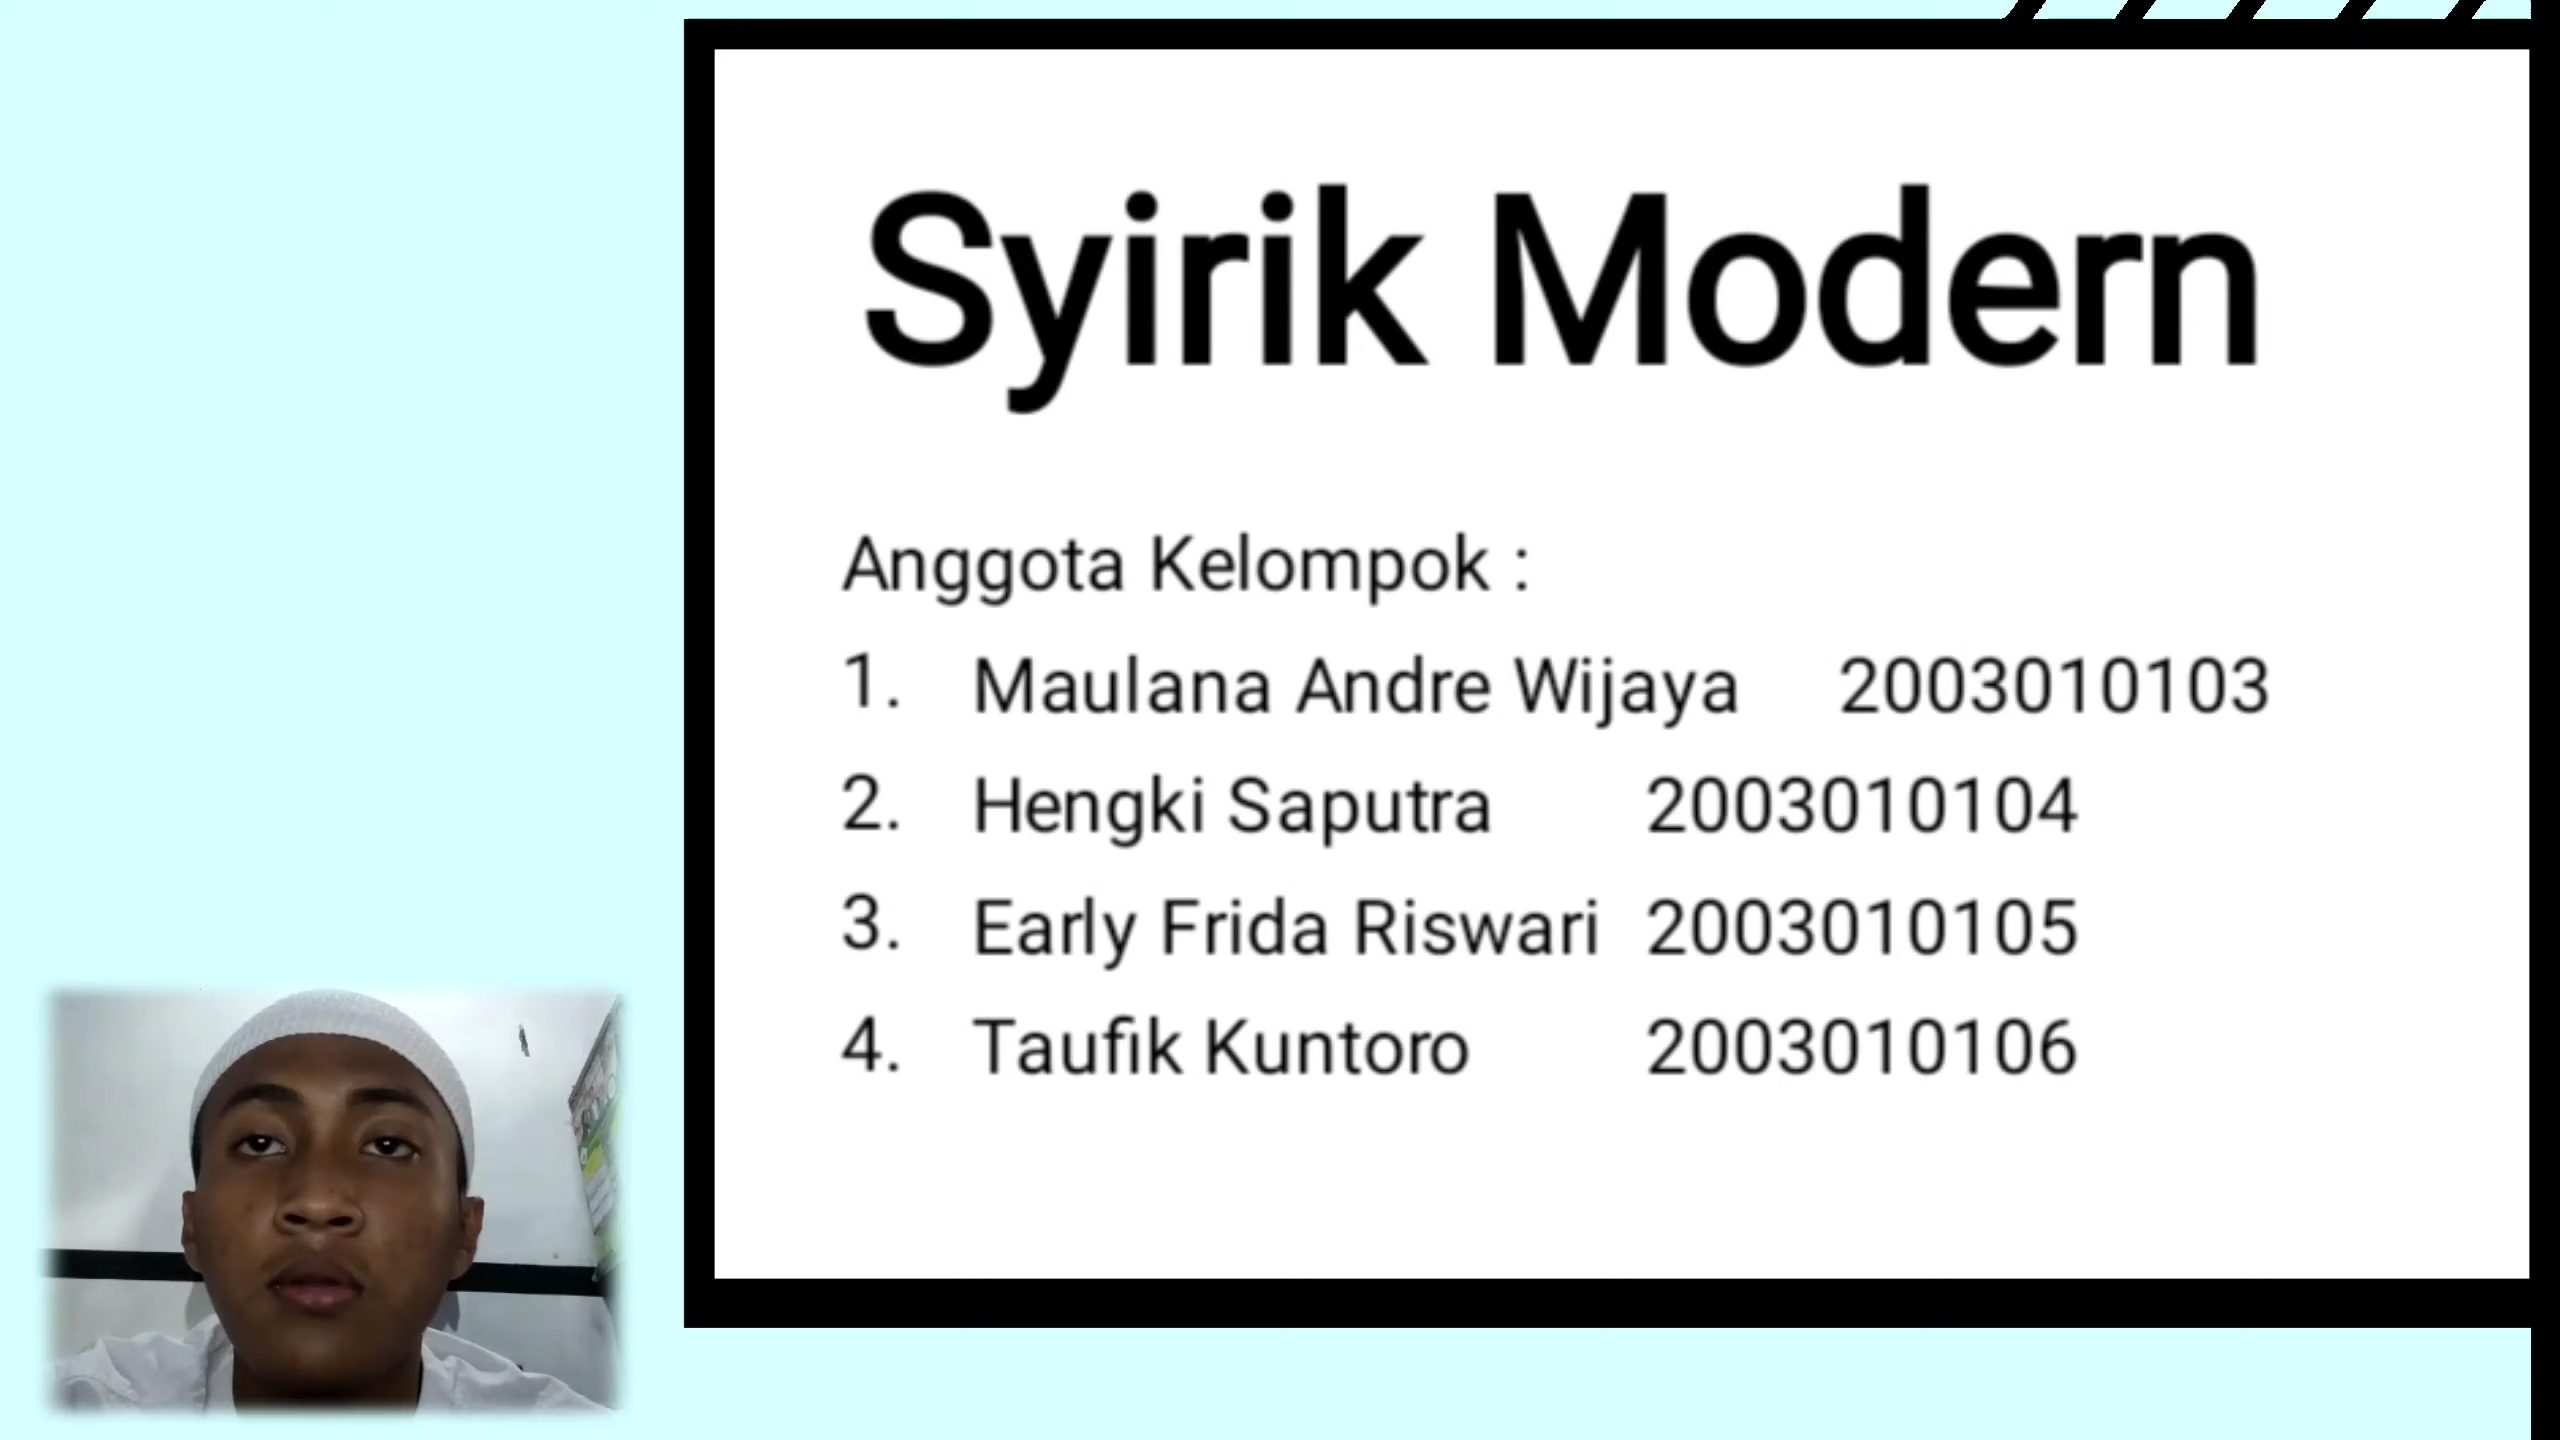 Syirik Modern
Anggota Kelompok :
1. Maulana Andre Wijaya 2003010103
2. Hengki Saputra 2003010104
3. Early Frida Riswari 2003010105
4. Taufik Kuntoro 2003010106